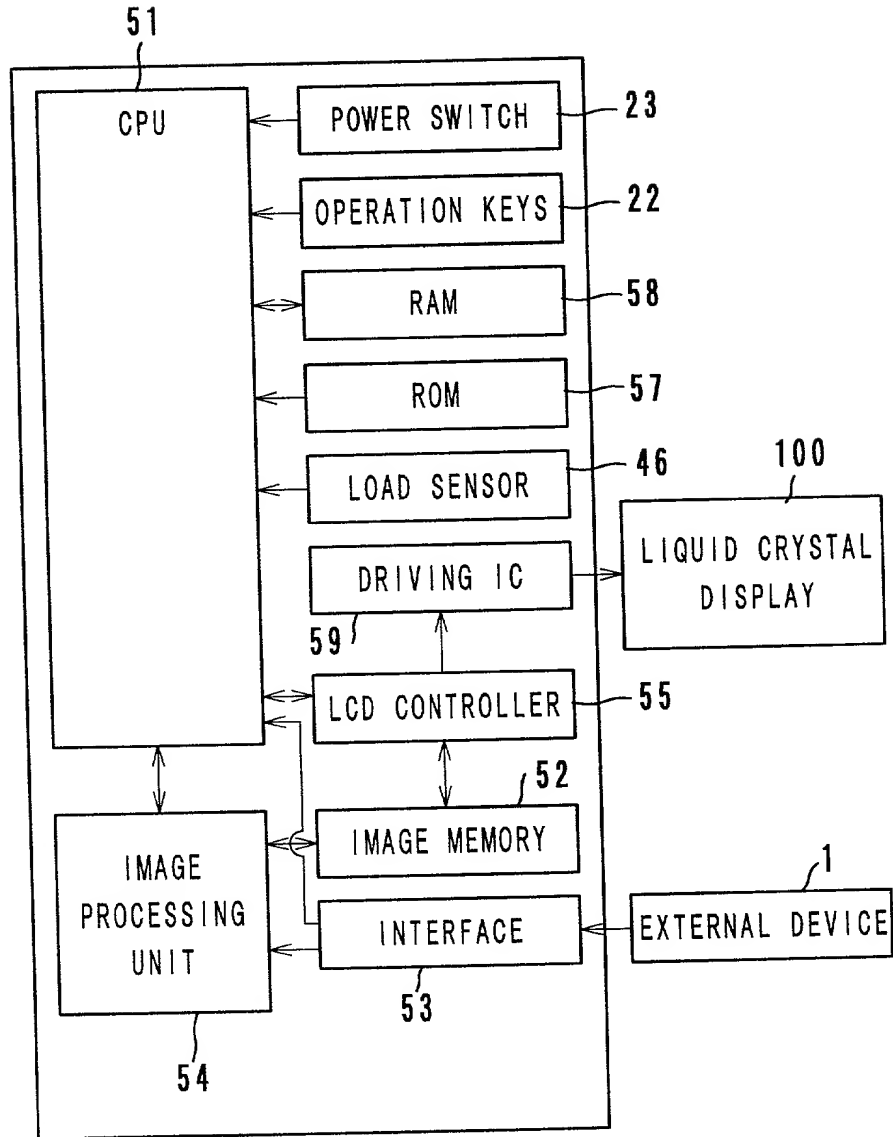 51
CPU
POWER SWITCH
23
OPERATION KEYS
22
RAM
58
ROM
57
LOAD SENSOR
46
DRIVING IC
59
LIQUID CRYSTAL
DISPLAY
100
LCD CONTROLLER
55
52
IMAGE MEMORY
IMAGE
PROCESSING
UNIT
54
INTERFACE
53
1
EXTERNAL DEVICE